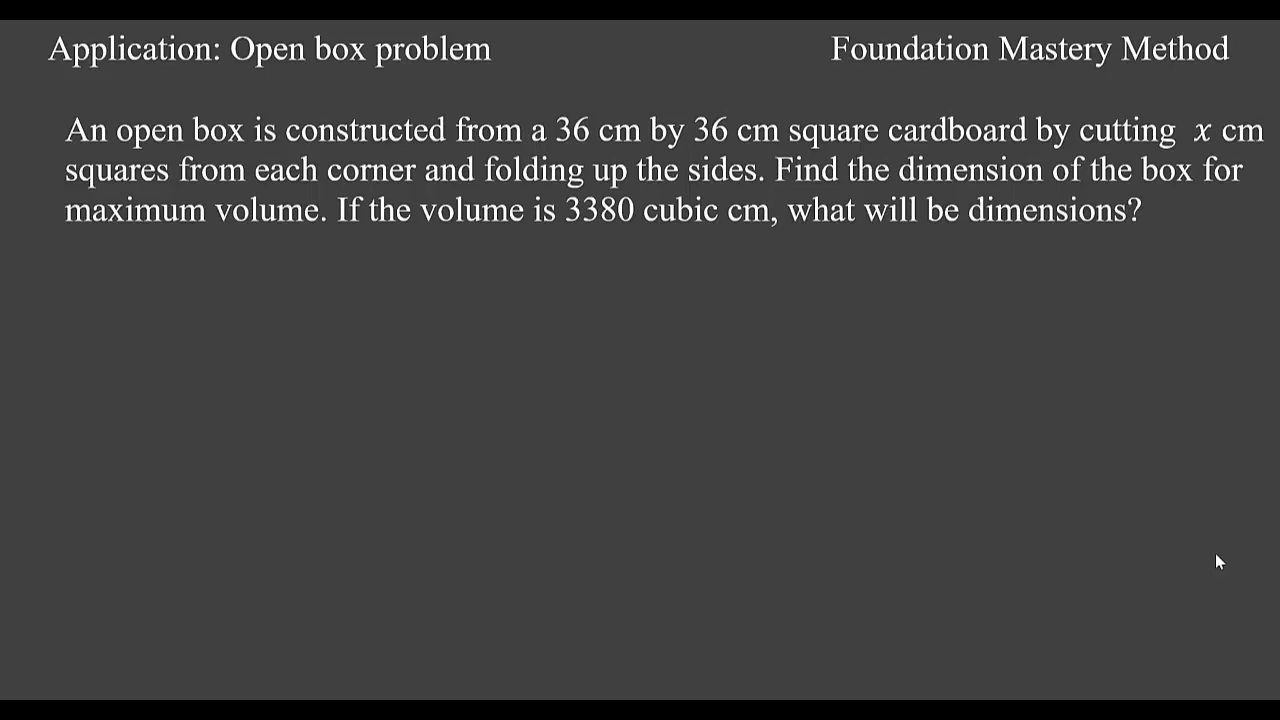 Application: Open box problem
Foundation Mastery Method
An open box is constructed from a 36 cm by 36 cm square cardboard by cutting x cm
squares from each corner and folding up the sides. Find the dimension of the box for
maximum volume. If the volume is 3380 cubic cm, what will be dimensions?